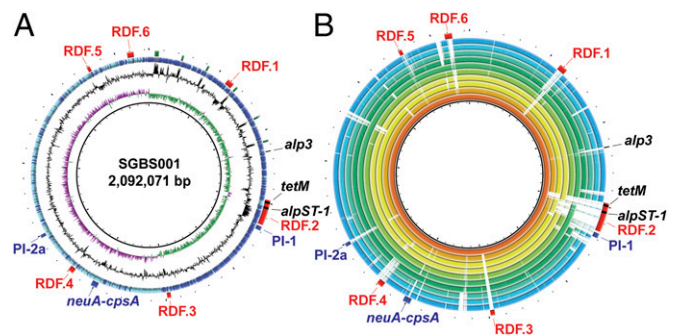 A
RDF.6
RDF.5
RDF.1
alp3
SGBS001
2,092,071 bp
tetM
alpST-1
RDF.2
PI-1
PI-2a
RDF.4
neuA-cpsA
RDF.3
B
RDF.6
RDF.5
RDF.1
alp3
tetM
alpST-1
RDF.2
PI-1
PI-2a
RDF.4
neuA-cpsA
RDF.3